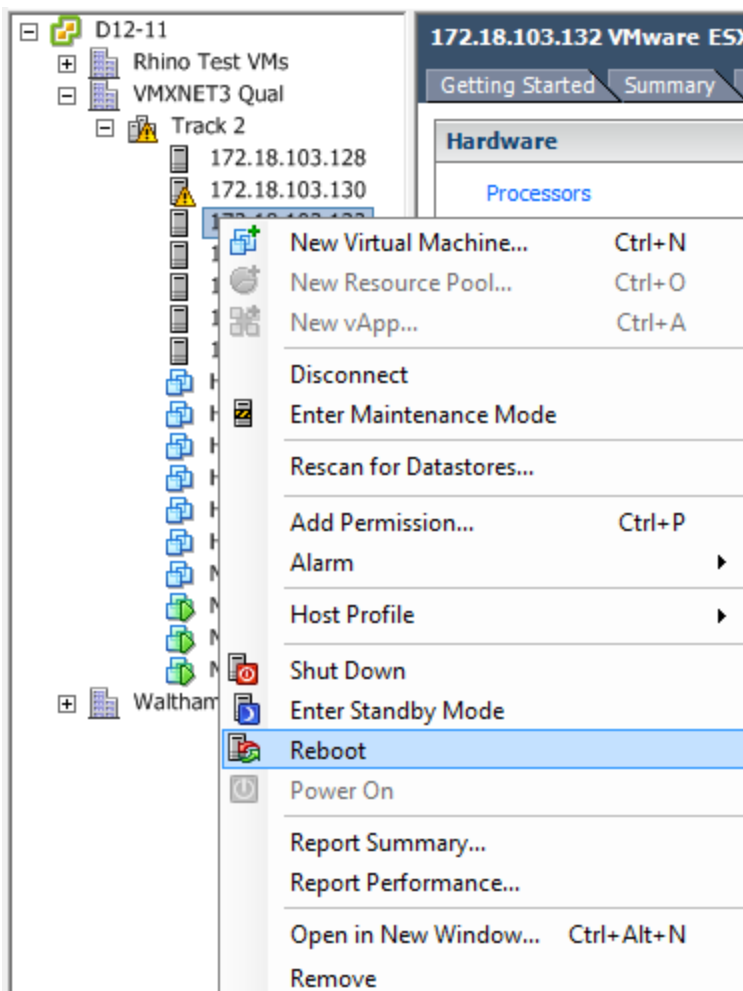 D12-11
Rhino Test VMs
VMXNET3 Qual
Track 2
172.18.103.128
172.18.103.130
172.18.103.132 VMware ESX
Getting Started Summary
Hardware
Processors
New Virtual Machine... Ctrl+N
New Resource Pool... Ctrl+O
New vApp... Ctrl+A
Disconnect
Enter Maintenance Mode
Rescan for Datastores...
Add Permission... Ctrl+P
Alarm
Host Profile
Shut Down
Enter Standby Mode
Reboot
Power On
Report Summary...
Report Performance...
Open in New Window... Ctrl+Alt+N
Remove
Waltham